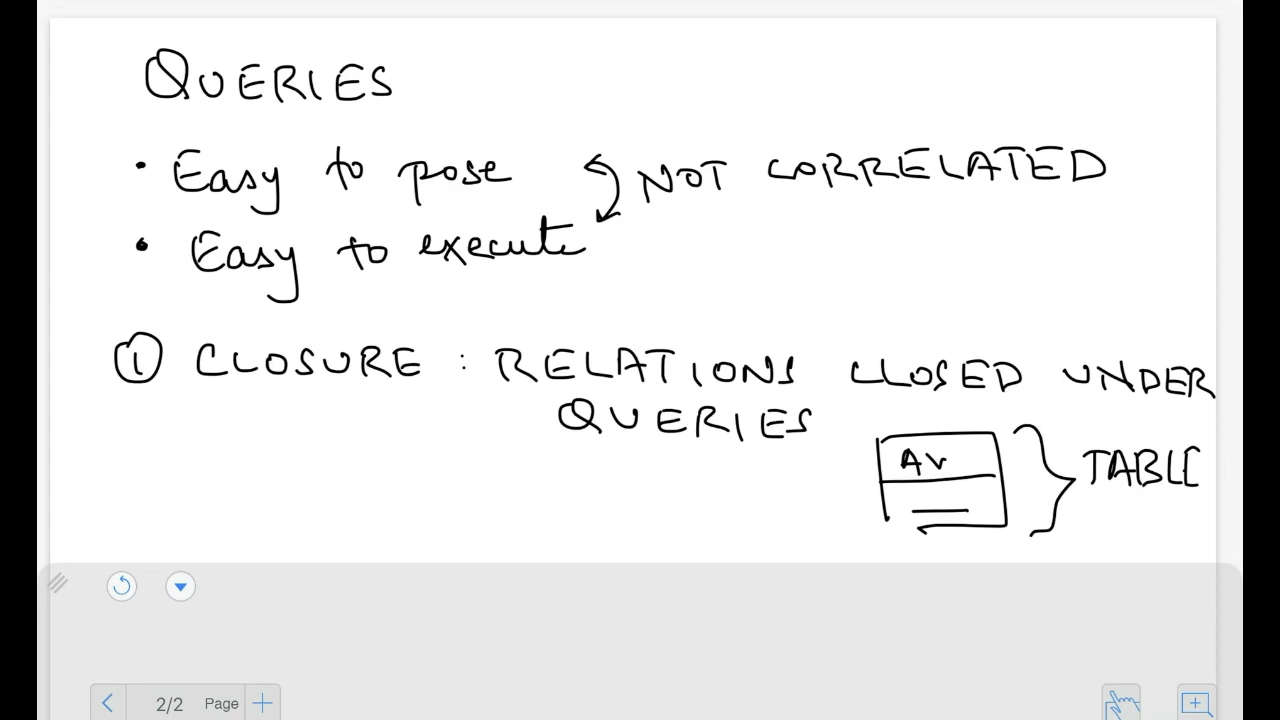 QUERIES
• Easy to pose NOT CORRELATED
• Easy to execute
① CLOSURE : RELATIONS CLOSED UNDER
QUERIES
AV
TABLE
2/2 Page